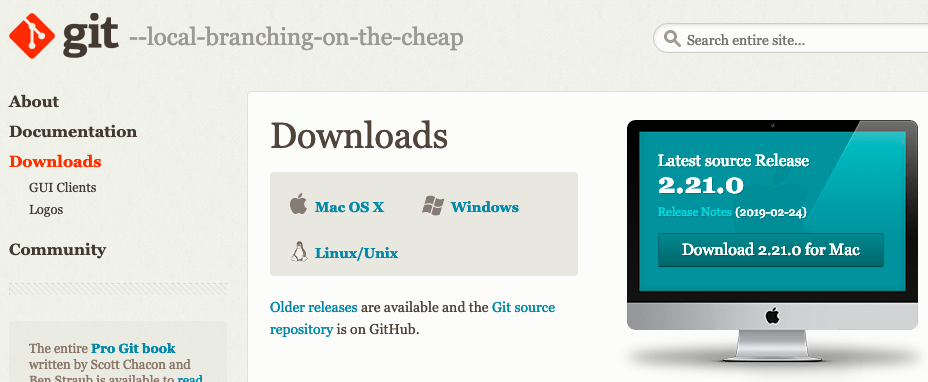 git --local-branching-on-the-cheap
Search entire site...
About
Documentation
Downloads
GUI Clients
Logos
Community
The entire Pro Git book
written by Scott Chacon and
Ben Straub is available to read
Downloads
Mac OS X
Windows
Linux/Unix
Older releases are available and the Git source
repository is on GitHub.
Latest source Release
2.21.0
Release Notes (2019-02-24)
Download 2.21.0 for Mac